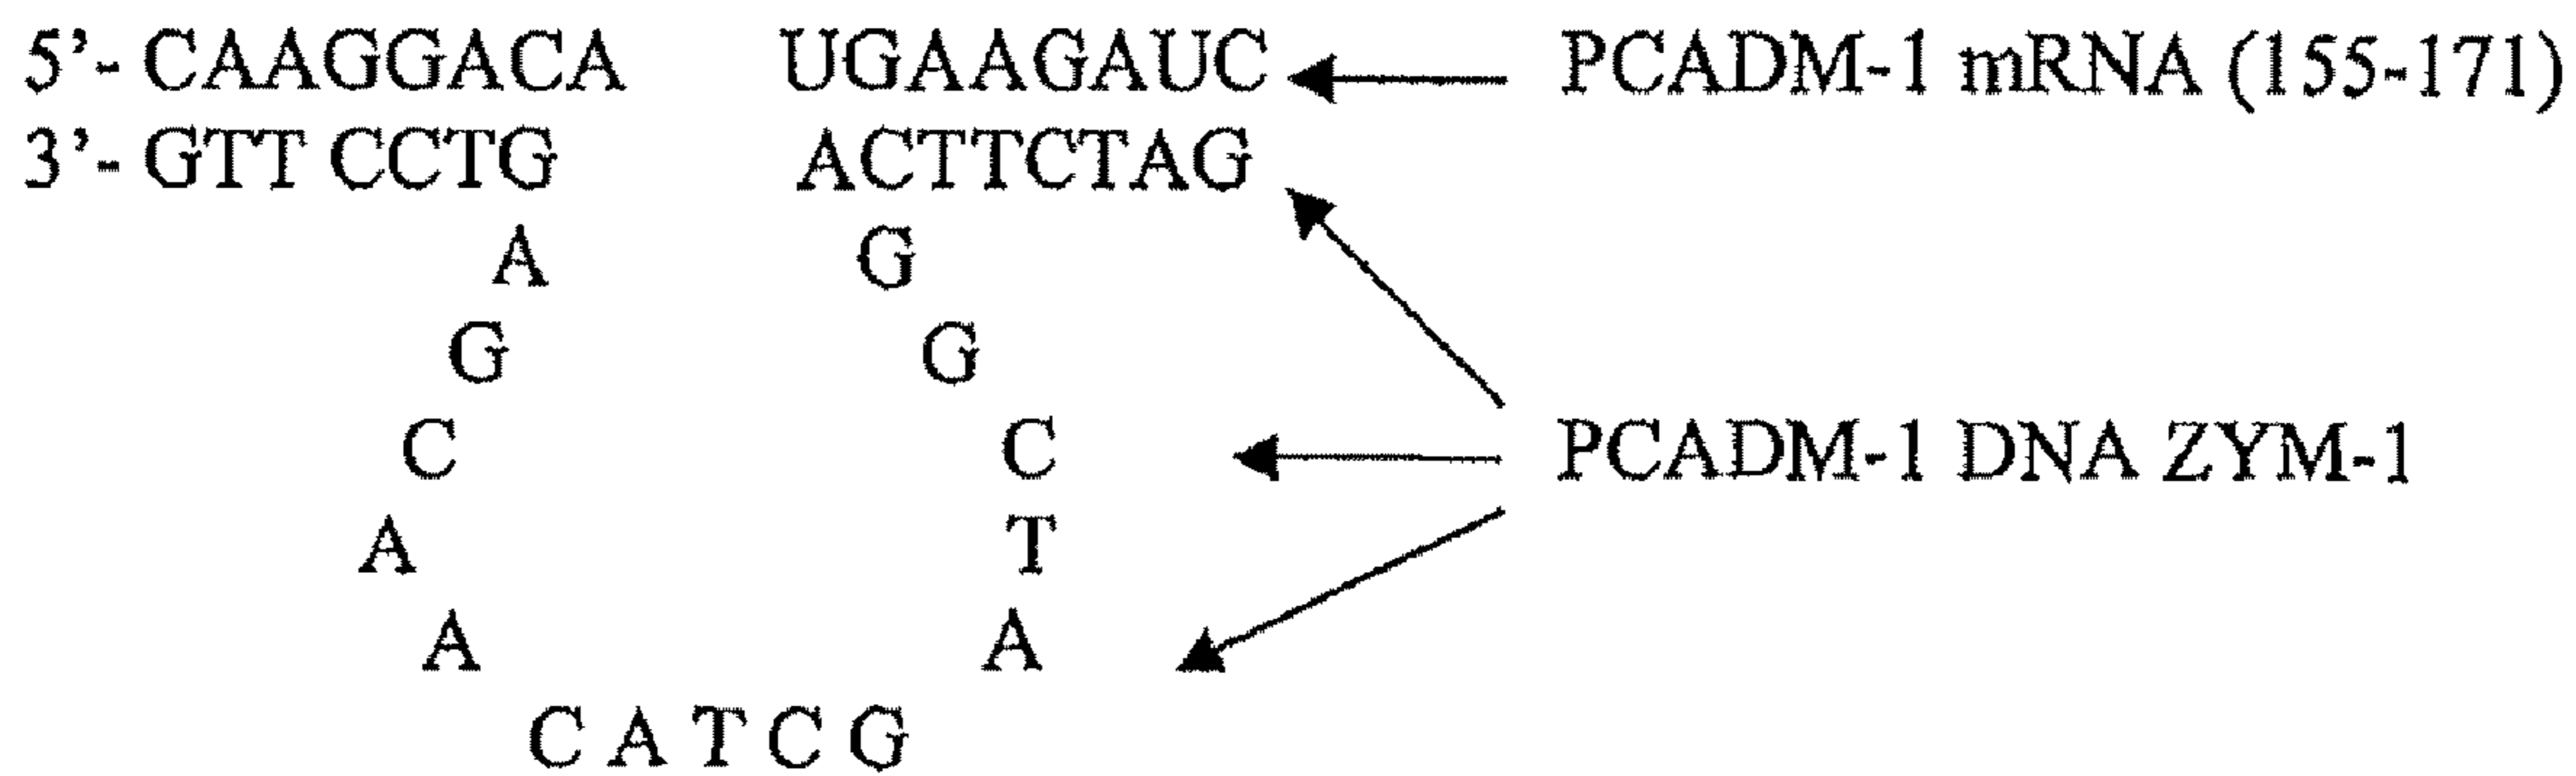 5’- CAAGGACA UGAAGAUC PCADM-1 mRNA (155-171)
3’- GTT CCTG ACTTCTAG
A G
G G
C C PCADM-1 DNA ZYM-1
A T
A A
C A T C G